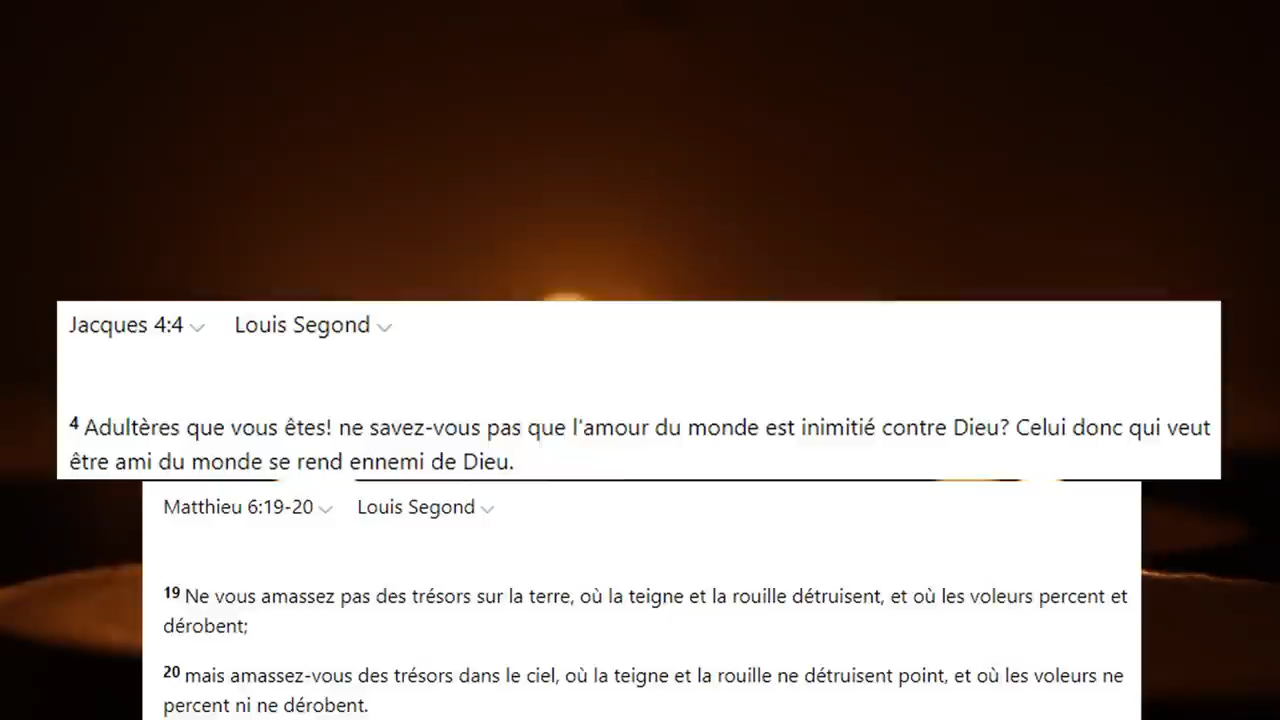 Jacques 4:4 Louis Segond
4 Adultères que vous êtes! ne savez-vous pas que l'amour du monde est inimitié contre Dieu? Celui donc qui veut
être ami du monde se rend ennemi de Dieu.
Matthieu 6:19-20 Louis Segond
19 Ne vous amassez pas des trésors sur la terre, où la teigne et la rouille détruisent, et où les voleurs percent et
dérobent;
20 mais amassez-vous des trésors dans le ciel, où la teigne et la rouille ne détruisent point, et où les voleurs ne
percent ni ne dérobent.